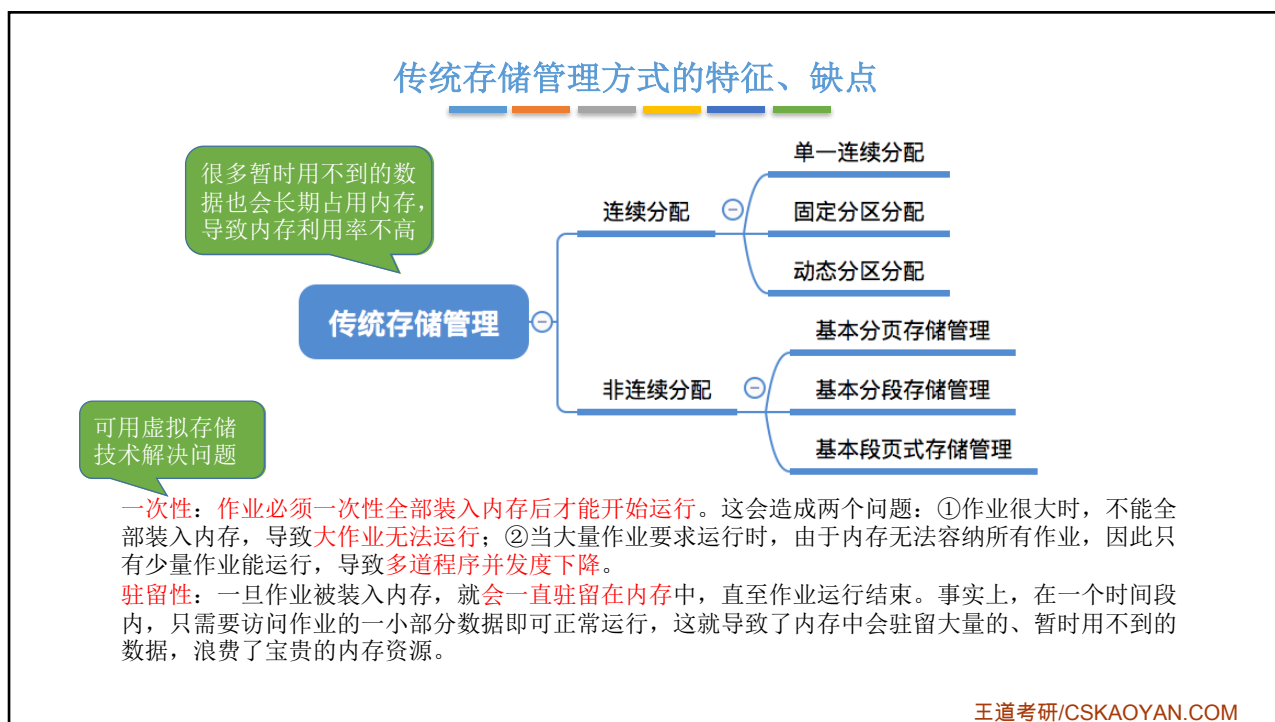 传统存储管理方式的特征、缺点
很多暂时用不到的数
据也会长期占用内存，
导致内存利用率不高
传统存储管理
连续分配
单一连续分配
固定分区分配
动态分区分配
非连续分配
基本分页存储管理
基本分段存储管理
基本段页式存储管理
可用虚拟存储
技术解决问题
一次性：作业必须一次性全部装入内存后才能开始运行。这会造成两个问题：①作业很大时，不能全
部装入内存，导致大作业无法运行；②当大量作业要求运行时，由于内存无法容纳所有作业，因此只
有少量作业能运行，导致多道程序并发度下降。
驻留性：一旦作业被装入内存，就会一直驻留在内存中，直至作业运行结束。事实上，在一个时间段
内，只需要访问作业的一小部分数据即可正常运行，这就导致了内存中会驻留大量的、暂时用不到的
数据，浪费了宝贵的内存资源。
王道考研/CSKAOYAN.COM